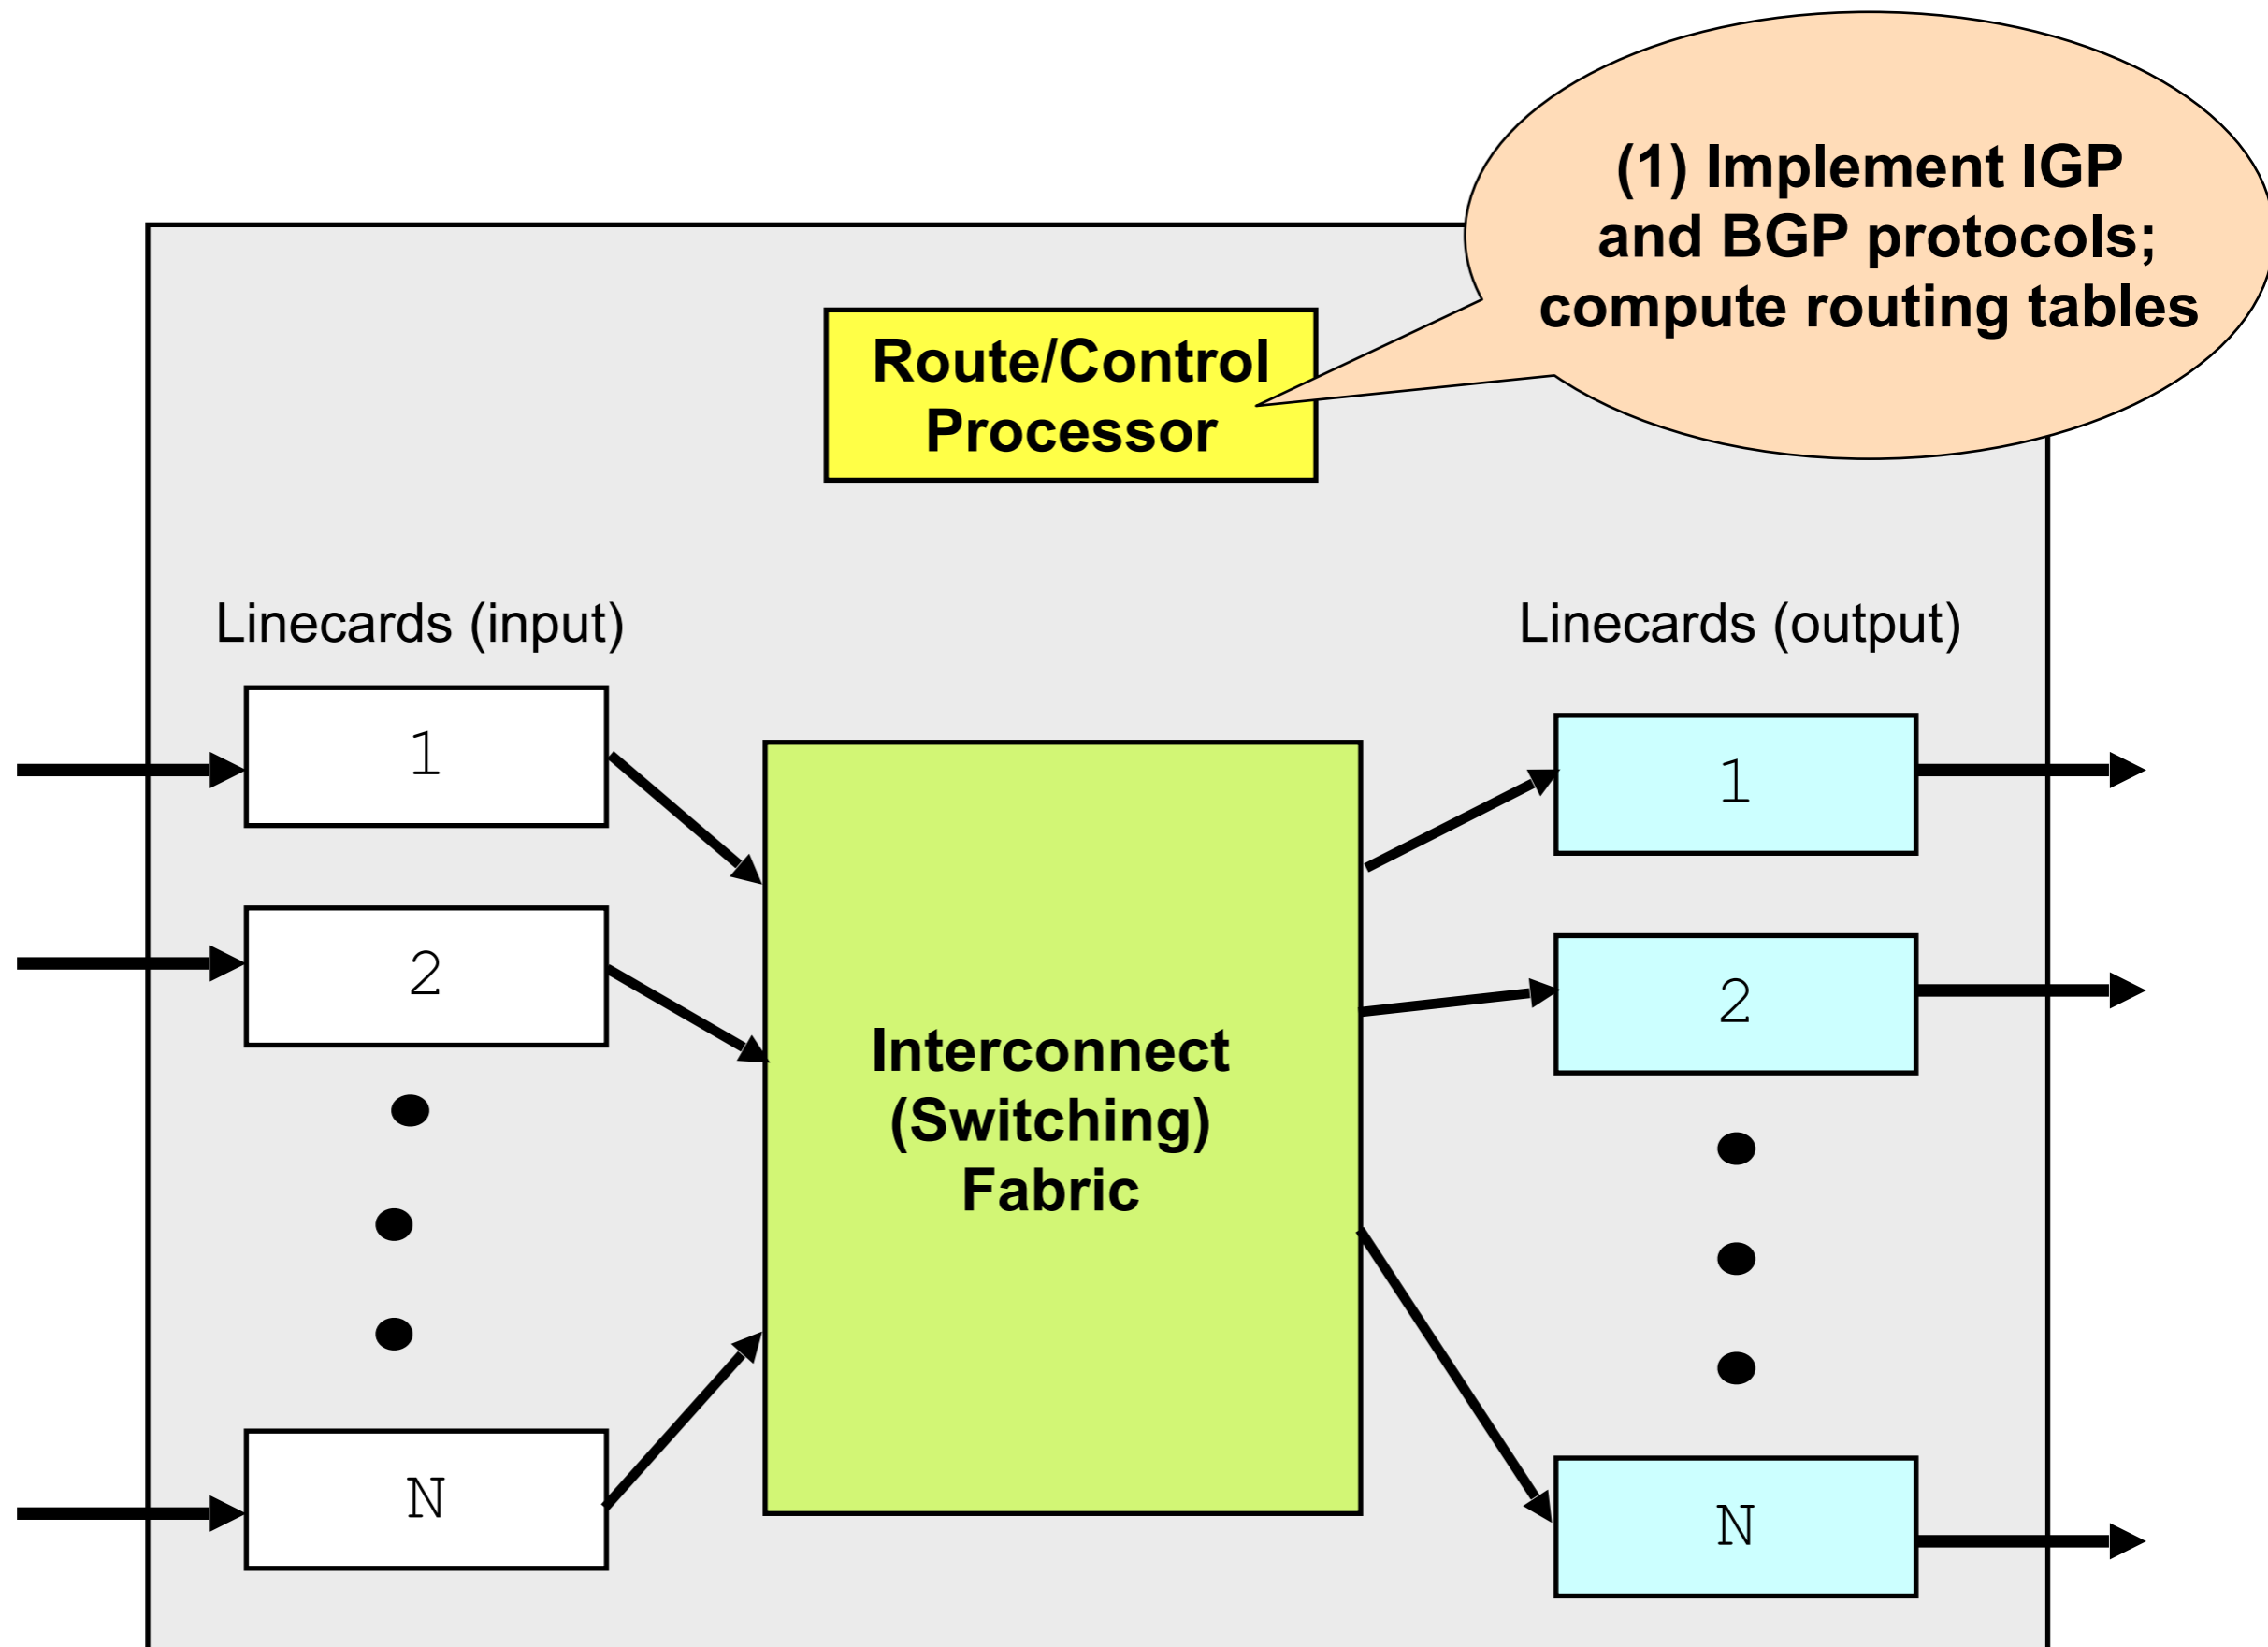 (1) Implement IGP
and BGP protocols;
compute routing tables
Route/Control
Processor
Linecards (input)
Linecards (output)
1
1
2
2
Interconnect
(Switching)
Fabric
N
N